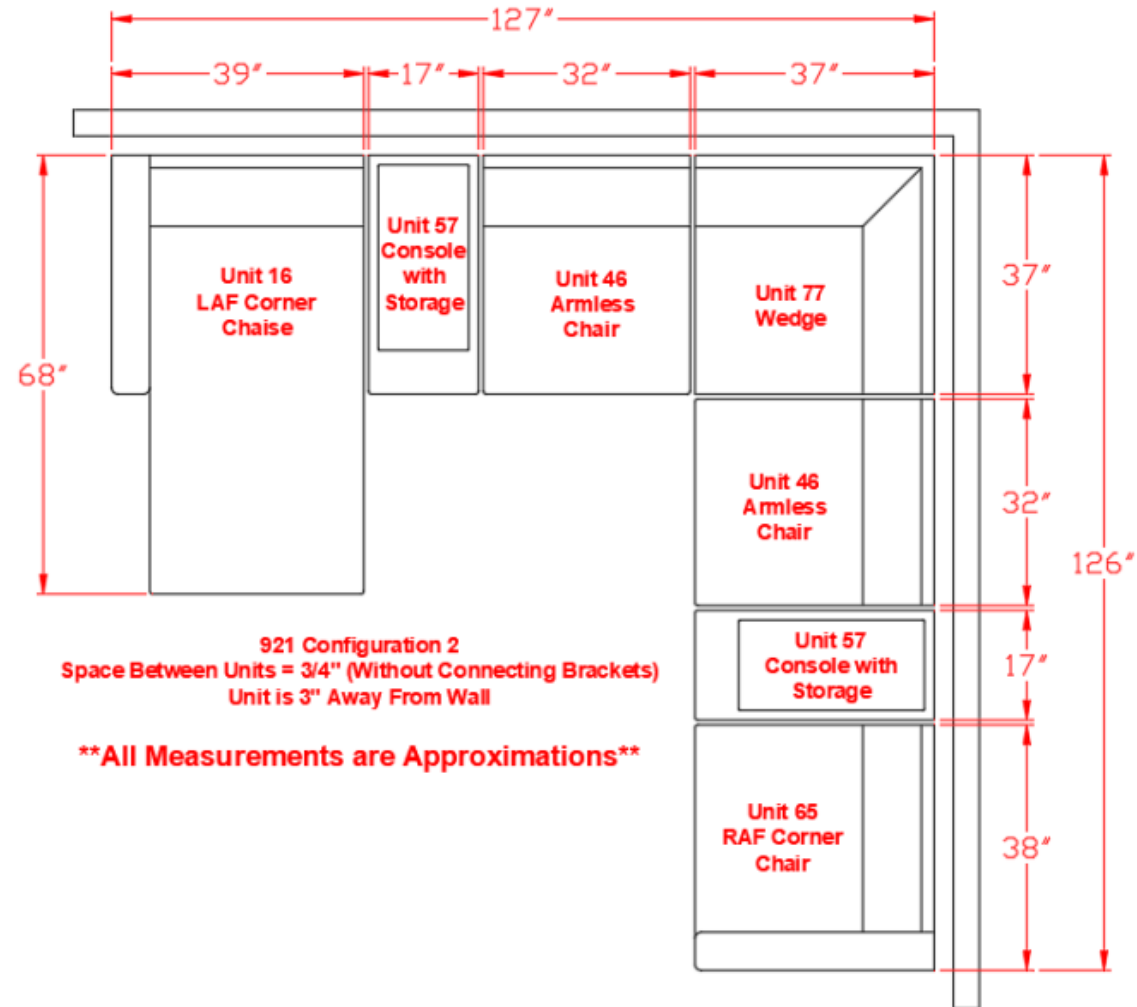 127"
39"
17"
32"
37"
Unit 16
LAF Corner
Chaise
Unit 57
Console
with
Storage
Unit 46
Armless
Chair
Unit 77
Wedge
37"
68"
Unit 46
Armless
Chair
32"
126"
921 Configuration 2
Space Between Units = 3/4" (Without Connecting Brackets)
Unit is 3" Away From Wall
**All Measurements are Approximations**
Unit 57
Console with
Storage
17"
Unit 65
RAF Corner
Chair
38"